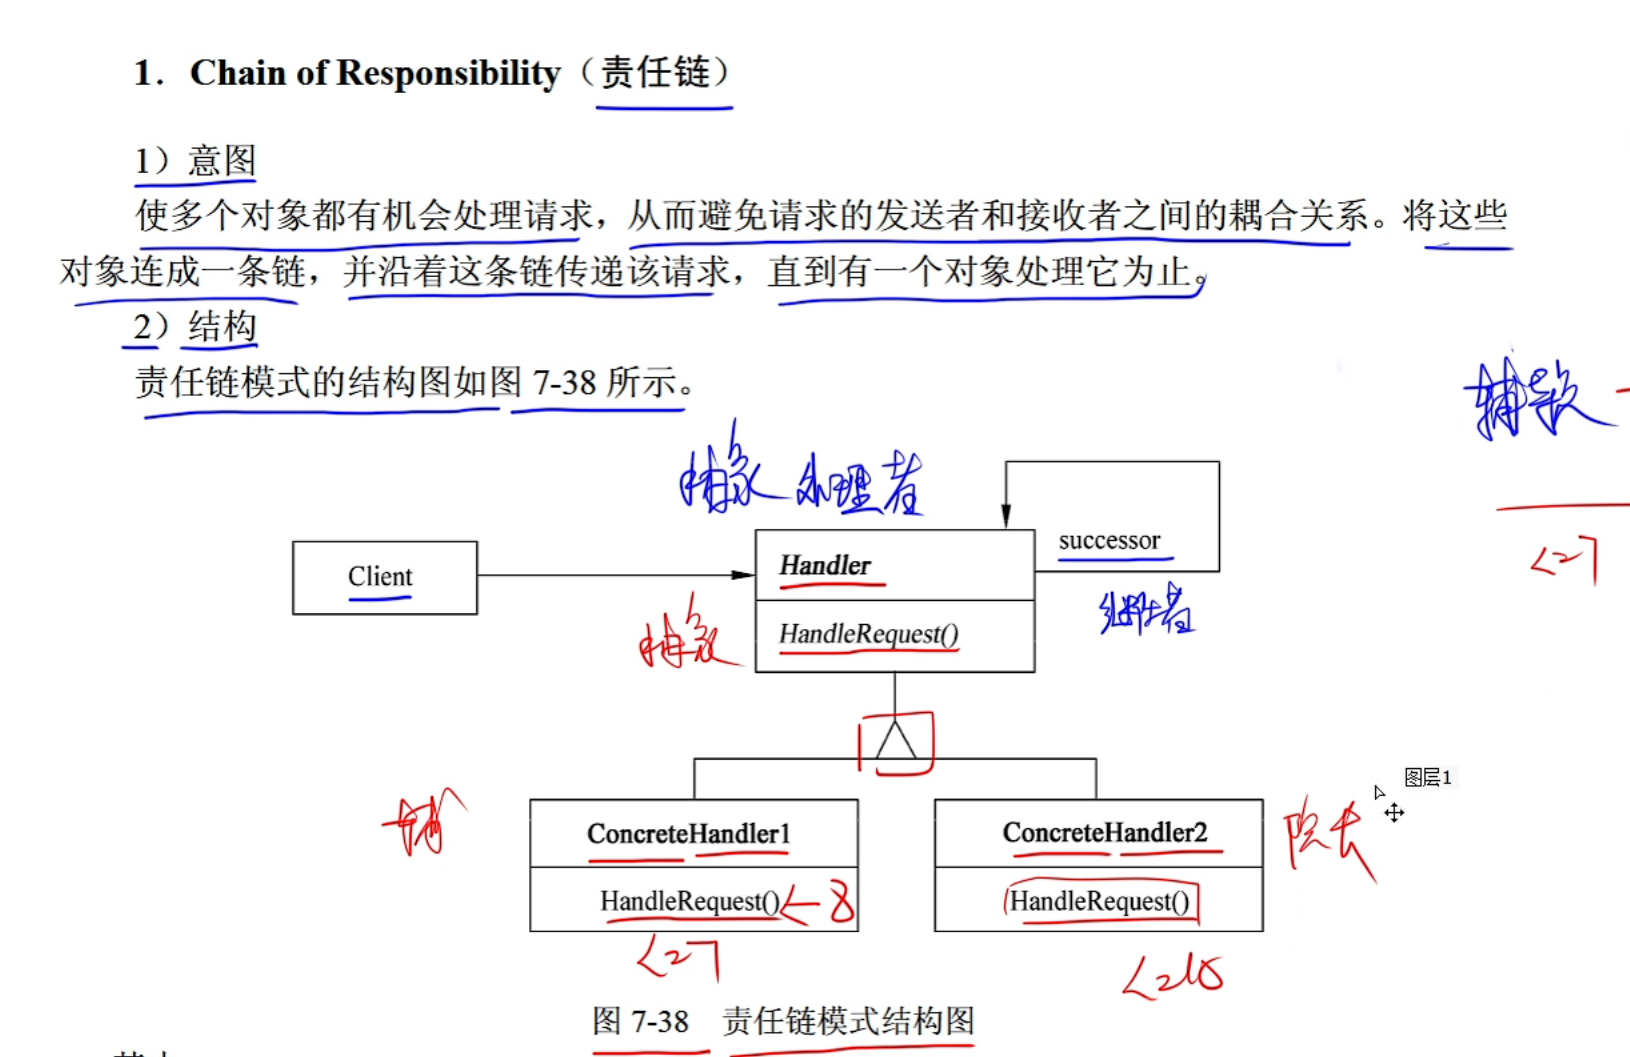 1. Chain of Responsibility（责任链）
1）意图
使多个对象都有机会处理请求，从而避免请求的发送者和接收者之间的耦合关系。将这些
对象连成一条链，并沿着这条链传递该请求，直到有一个对象处理它为止。
2）结构
责任链模式的结构图如图 7-38 所示。
抽象 处理者
successor
Client
Handler
继任者
抽象
HandleRequest()
<=7
图层1
ConcreteHandler1
ConcreteHandler2
院长
HandleRequest() <- 8
HandleRequest()
<=7
<=15
图 7-38 责任链模式结构图